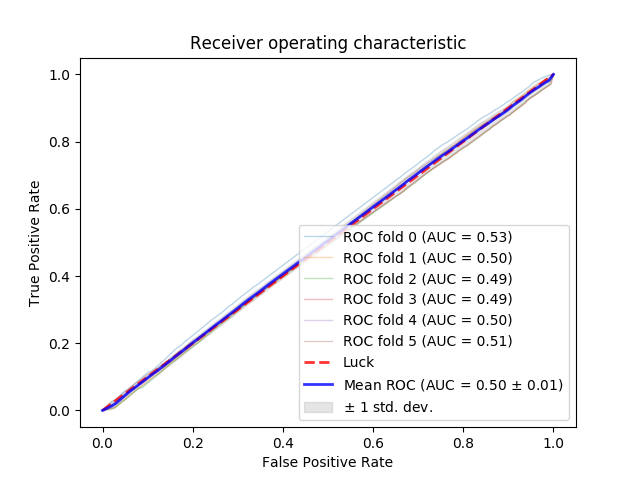 Receiver operating characteristic
True Positive Rate
1.0
0.8
0.6
0.4
0.2
0.0
ROC fold 0 (AUC = 0.53)
ROC fold 1 (AUC = 0.50)
ROC fold 2 (AUC = 0.49)
ROC fold 3 (AUC = 0.49)
ROC fold 4 (AUC = 0.50)
ROC fold 5 (AUC = 0.51)
Luck
Mean ROC (AUC = 0.50 ± 0.01)
± 1 std. dev.
0.0 0.2 0.4 0.6 0.8 1.0
False Positive Rate